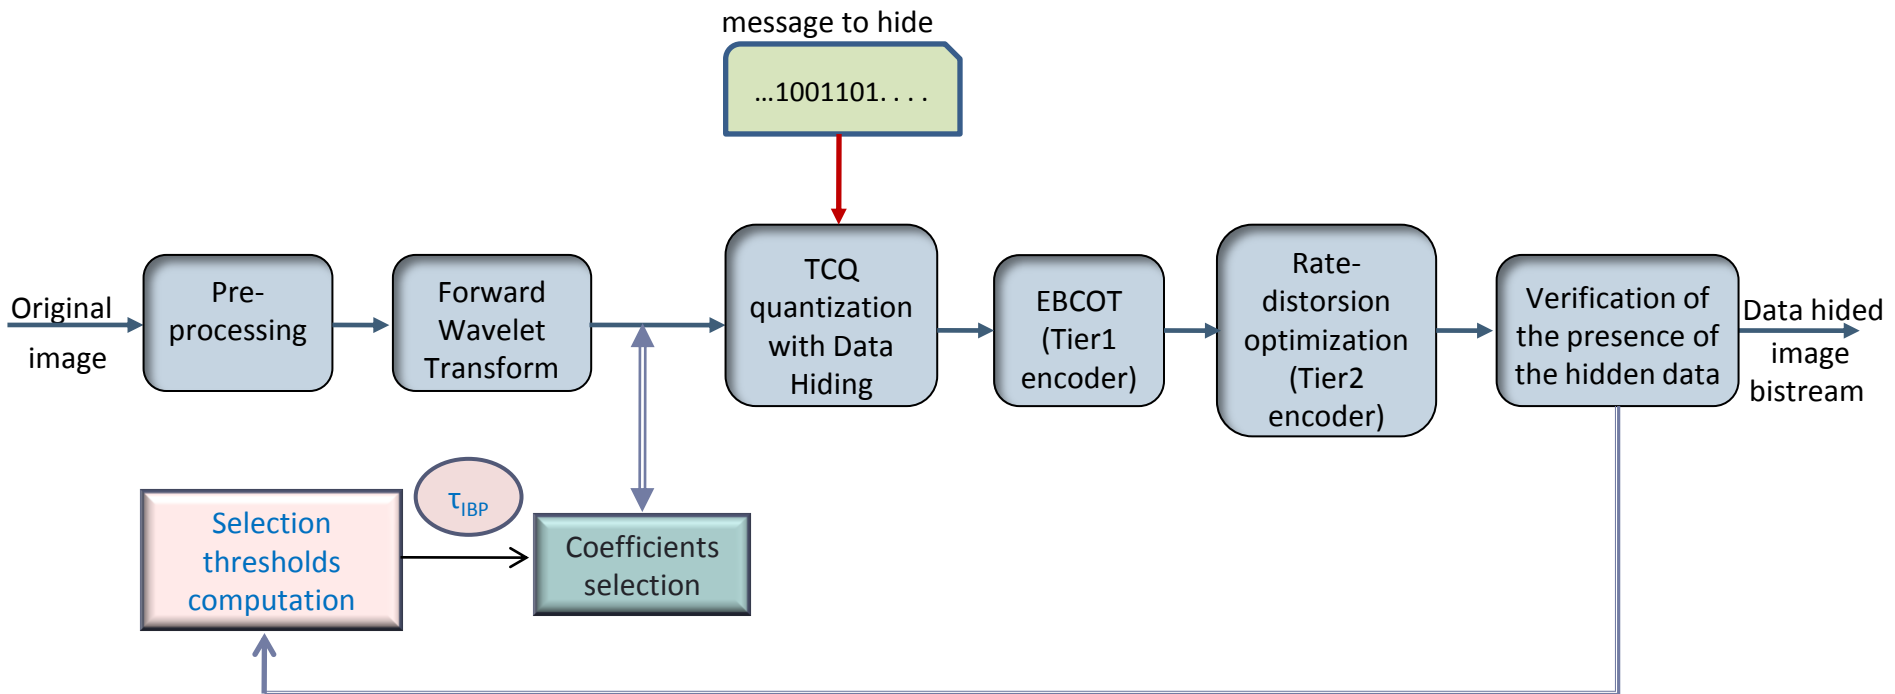 message to hide
...1001101. . . .
Original
image
Pre-
processing
Forward
Wavelet
Transform
TCQ
quantization
with Data
Hiding
EBCOT
(Tier1
encoder)
Rate-
distorsion
optimization
(Tier2
encoder)
Verification of
the presence of
the hidden data
Data hided
image
bistream
Selection
thresholds
computation
τIBP
Coefficients
selection